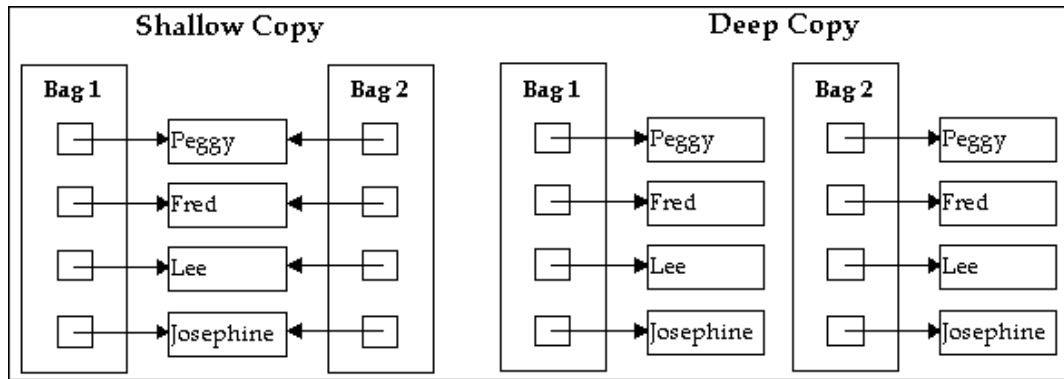 Shallow Copy
Bag 1
Bag 2
Peggy
Fred
Lee
Josephine
Deep Copy
Bag 1
Peggy
Fred
Lee
Josephine
Bag 2
Peggy
Fred
Lee
Josephine